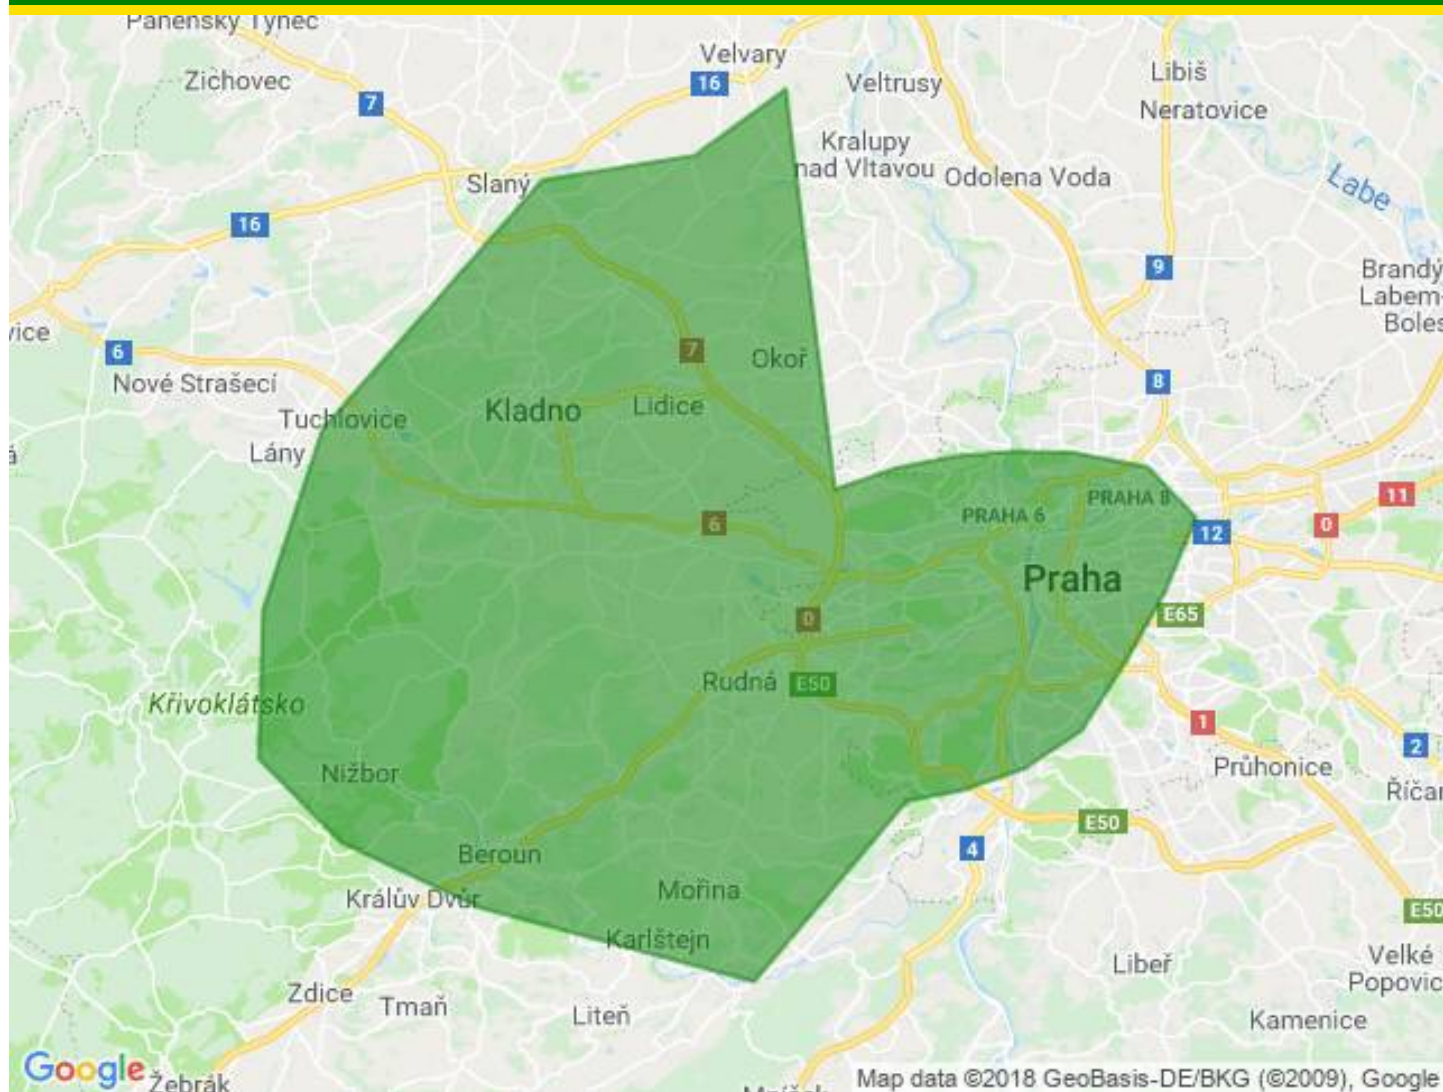 Panenský Týnec
Velvary
Zichovec
16
Veltrusy
Libiš
7
Neratovice
Kralupy
nad Vltavou
Odolena Voda
Slaný
Labe
16
9
Brandý
Labem-
Boles
vice
6
7
Okoř
8
Nové Strašecí
Kladno
Lidice
Tuchlovice
Lány
PRAHA 8
11
PRAHA 6
6
12
0
Praha
0
E65
Rudná
E50
Křivoklátsko
1
2
Nižbor
Průhonice
Říčan
E50
4
Beroun
Mořina
Králův Dvůr
E50
Karlštejn
Velké
Popovic
Libeř
Zdice
Tmaň
Liteň
Kamenice
Google
Žebrák
Map data ©2018 GeoBasis-DE/BKG (©2009), Google